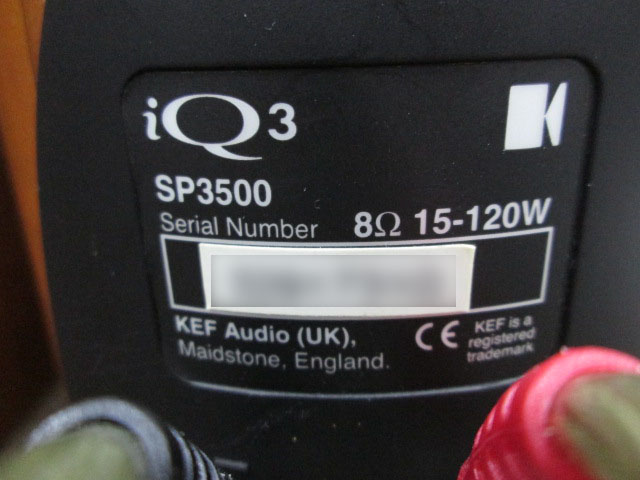 iQ3
SP3500
Serial Number 8Ω 15-120W
KEF Audio (UK),
Maidstone, England.
CE
KEF is a
registered
trademark